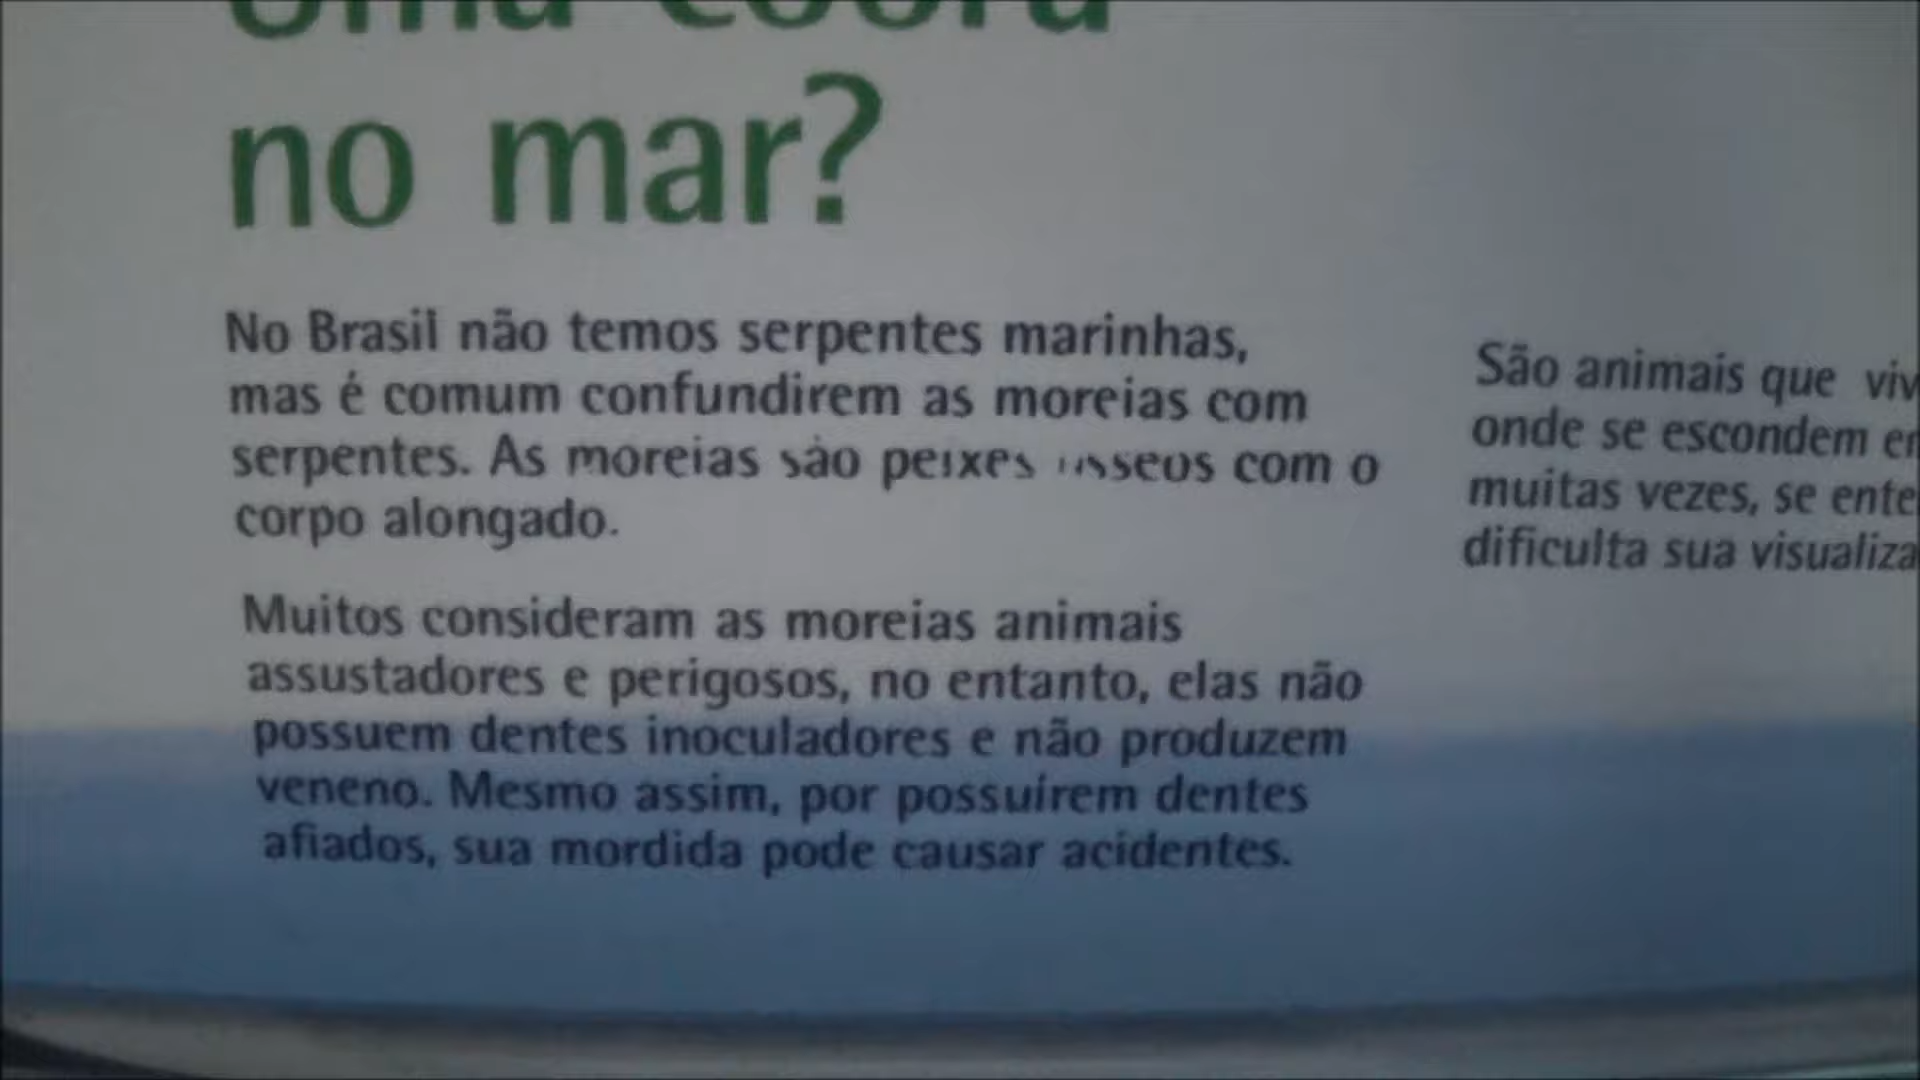 Uma cobra
no mar?
No Brasil não temos serpentes marinhas,
mas é comum confundirem as moreias com
serpentes. As moreias são peixes ósseos com o
corpo alongado.
Muitos consideram as moreias animais
assustadores e perigosos, no entanto, elas não
possuem dentes inoculadores e não produzem
veneno. Mesmo assim, por possuírem dentes
afiados, sua mordida pode causar acidentes.
São animais que
onde se escondem
muitas vezes, se
dificulta sua